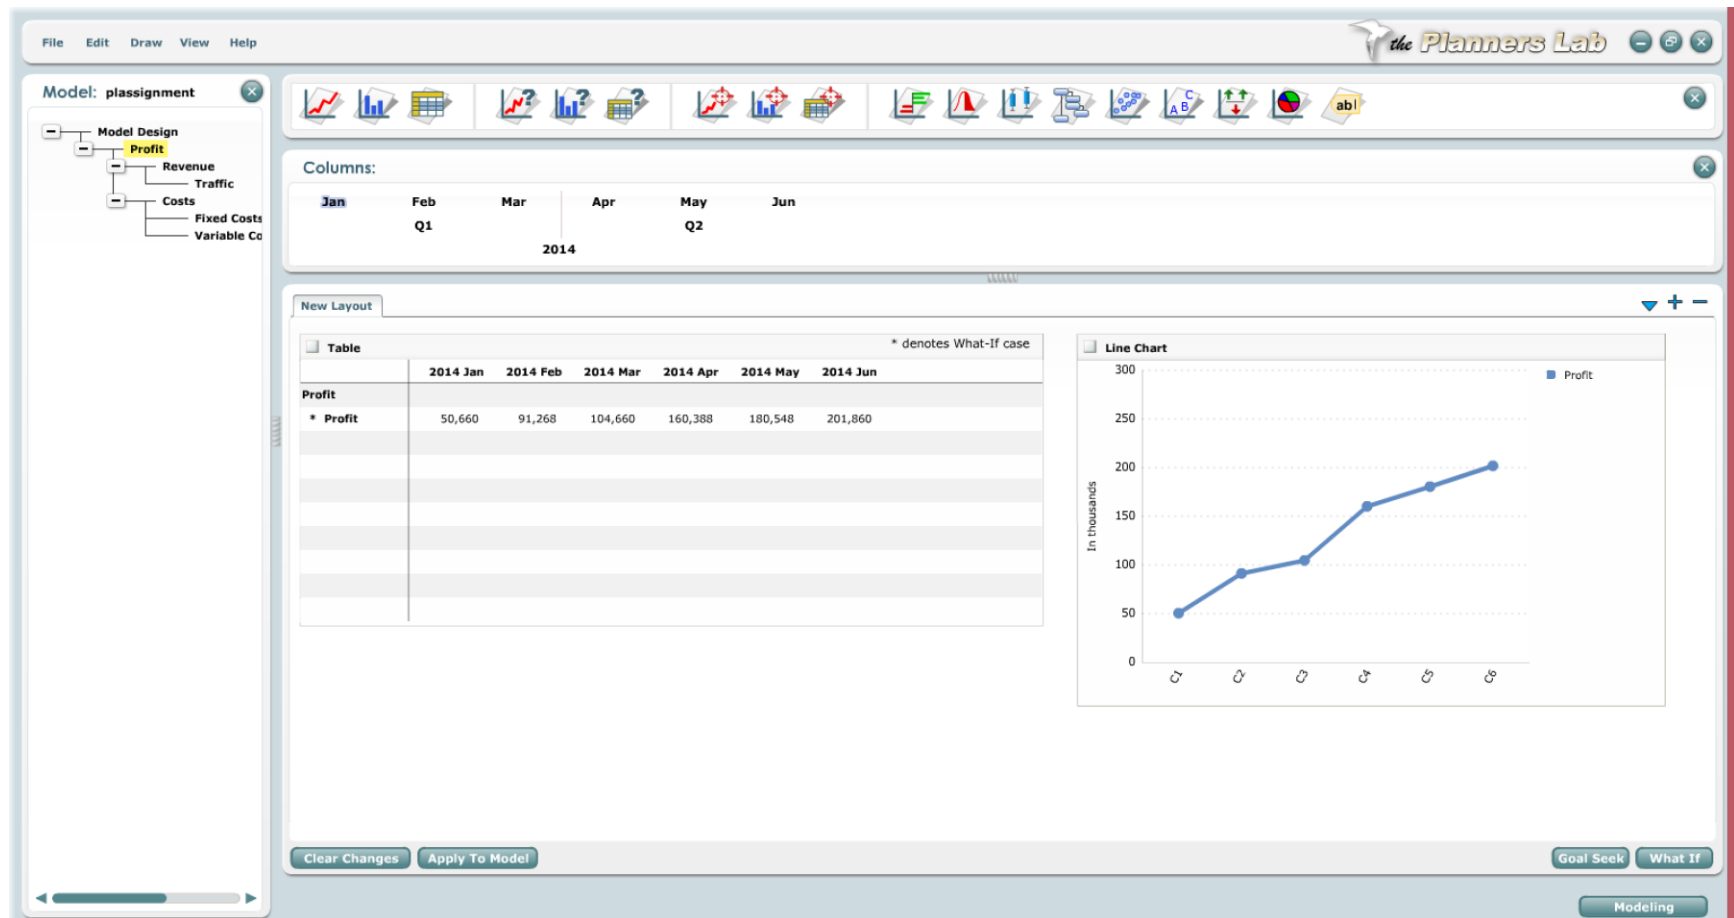 File Edit Draw View Help
the Planners Lab
Model: plassignment
Model Design
Profit
Revenue
Traffic
Costs
Fixed Costs
Variable Co
? ? ?
A B C
ab|
Columns:
Jan Feb Mar Apr May Jun
Q1 Q2
2014
New Layout
Table * denotes What-If case
2014 Jan 2014 Feb 2014 Mar 2014 Apr 2014 May 2014 Jun
Profit
* Profit 50,660 91,268 104,660 160,388 180,548 201,860
Line Chart
Profit
In thousands
300
250
200
150
100
50
0
C1 C2 C3 C4 C5 C6
Clear Changes Apply To Model Goal Seek What If
Modeling